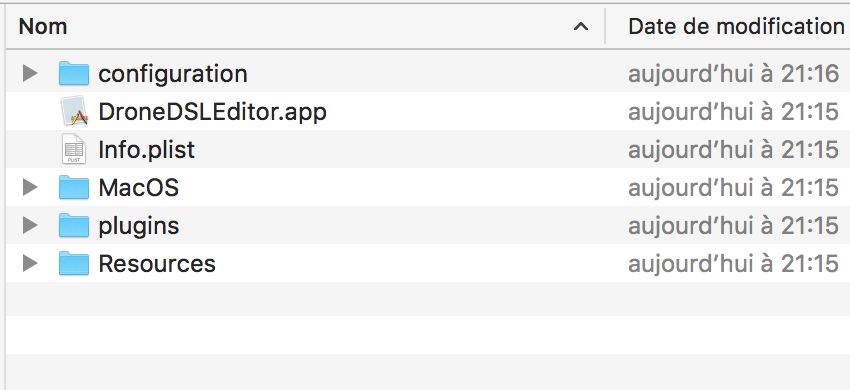 Nom Date de modification
configuration aujourd’hui à 21:16
DroneDSLEditor.app aujourd’hui à 21:15
Info.plist aujourd’hui à 21:15
MacOS aujourd’hui à 21:15
plugins aujourd’hui à 21:15
Resources aujourd’hui à 21:15